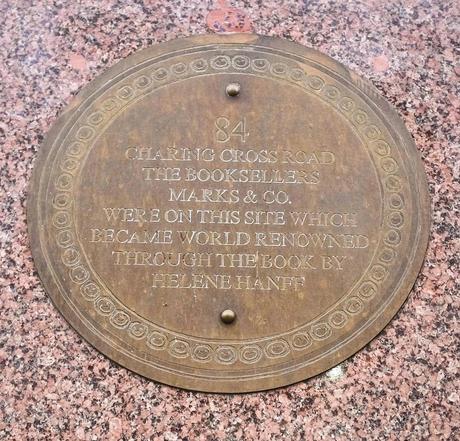 84
CHARING CROSS ROAD
THE BOOKSELLERS
MARKS & CO.
WERE ON THIS SITE WHICH
BECAME WORLD RENOWNED
THROUGH THE BOOK BY
HELENE HANFF